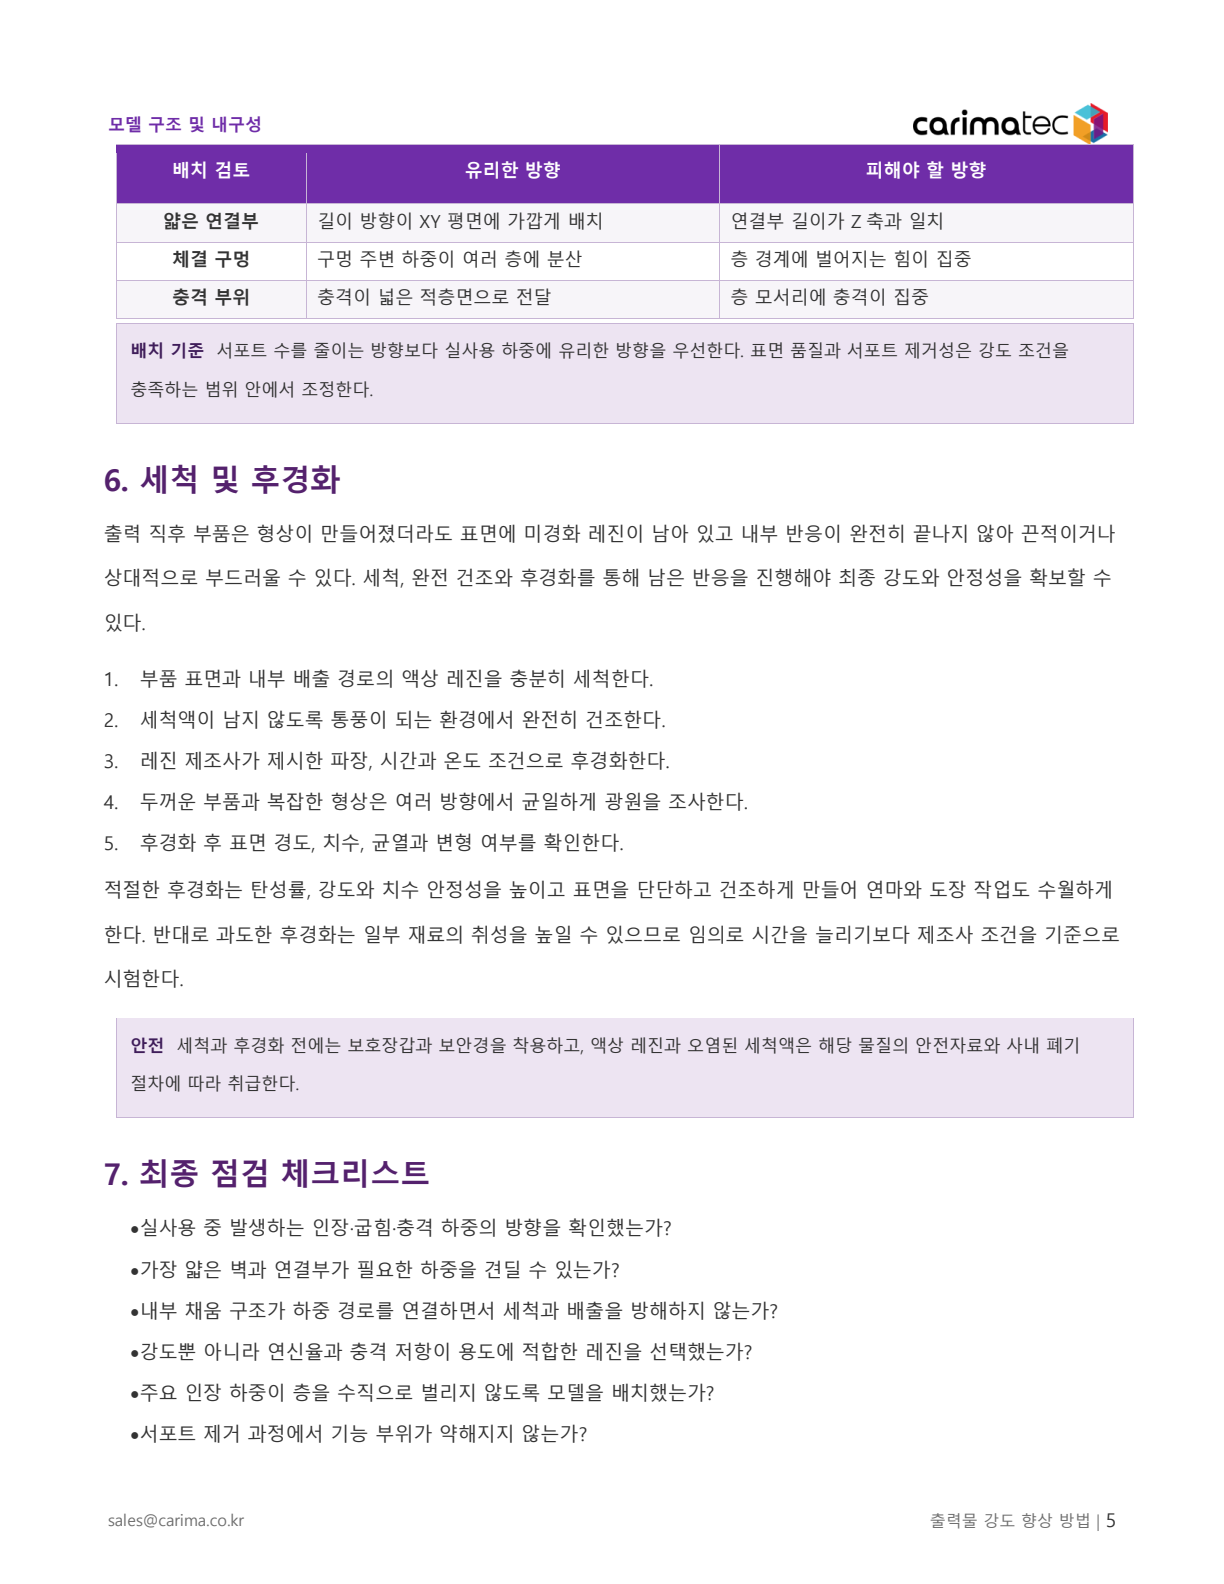 모델 구조 및 내구성
carimatec
배치 검토 유리한 방향 피해야 할 방향
얇은 연결부 길이 방향이 XY 평면에 가깝게 배치 연결부 길이가 Z 축과 일치
체결 구멍 구멍 주변 하중이 여러 층에 분산 층 경계에 벌어지는 힘이 집중
충격 부위 충격이 넓은 적층면으로 전달 층 모서리에 충격이 집중
배치 기준 서포트 수를 줄이는 방향보다 실사용 하중에 유리한 방향을 우선한다. 표면 품질과 서포트 제거성은 강도 조건을
충족하는 범위 안에서 조정한다.
6. 세척 및 후경화
출력 직후 부품은 형상이 만들어졌더라도 표면에 미경화 레진이 남아 있고 내부 반응이 완전히 끝나지 않아 끈적이거나
상대적으로 부드러울 수 있다. 세척, 완전 건조와 후경화를 통해 남은 반응을 진행해야 최종 강도와 안정성을 확보할 수
있다.
1. 부품 표면과 내부 배출 경로의 액상 레진을 충분히 세척한다.
2. 세척액이 남지 않도록 통풍이 되는 환경에서 완전히 건조한다.
3. 레진 제조사가 제시한 파장, 시간과 온도 조건으로 후경화한다.
4. 두꺼운 부품과 복잡한 형상은 여러 방향에서 균일하게 광원을 조사한다.
5. 후경화 후 표면 경도, 치수, 균열과 변형 여부를 확인한다.
적절한 후경화는 탄성률, 강도와 치수 안정성을 높이고 표면을 단단하고 건조하게 만들어 연마와 도장 작업도 수월하게
한다. 반대로 과도한 후경화는 일부 재료의 취성을 높일 수 있으므로 임의로 시간을 늘리기보다 제조사 조건을 기준으로
시험한다.
안전 세척과 후경화 전에는 보호장갑과 보안경을 착용하고, 액상 레진과 오염된 세척액은 해당 물질의 안전자료와 사내 폐기
절차에 따라 취급한다.
7. 최종 점검 체크리스트
●실사용 중 발생하는 인장·굽힘·충격 하중의 방향을 확인했는가?
●가장 얇은 벽과 연결부가 필요한 하중을 견딜 수 있는가?
●내부 채움 구조가 하중 경로를 연결하면서 세척과 배출을 방해하지 않는가?
●강도뿐 아니라 연신율과 충격 저항이 용도에 적합한 레진을 선택했는가?
●주요 인장 하중이 층을 수직으로 벌리지 않도록 모델을 배치했는가?
●서포트 제거 과정에서 기능 부위가 약해지지 않는가?
sales@carima.co.kr 출력물 강도 향상 방법 | 5